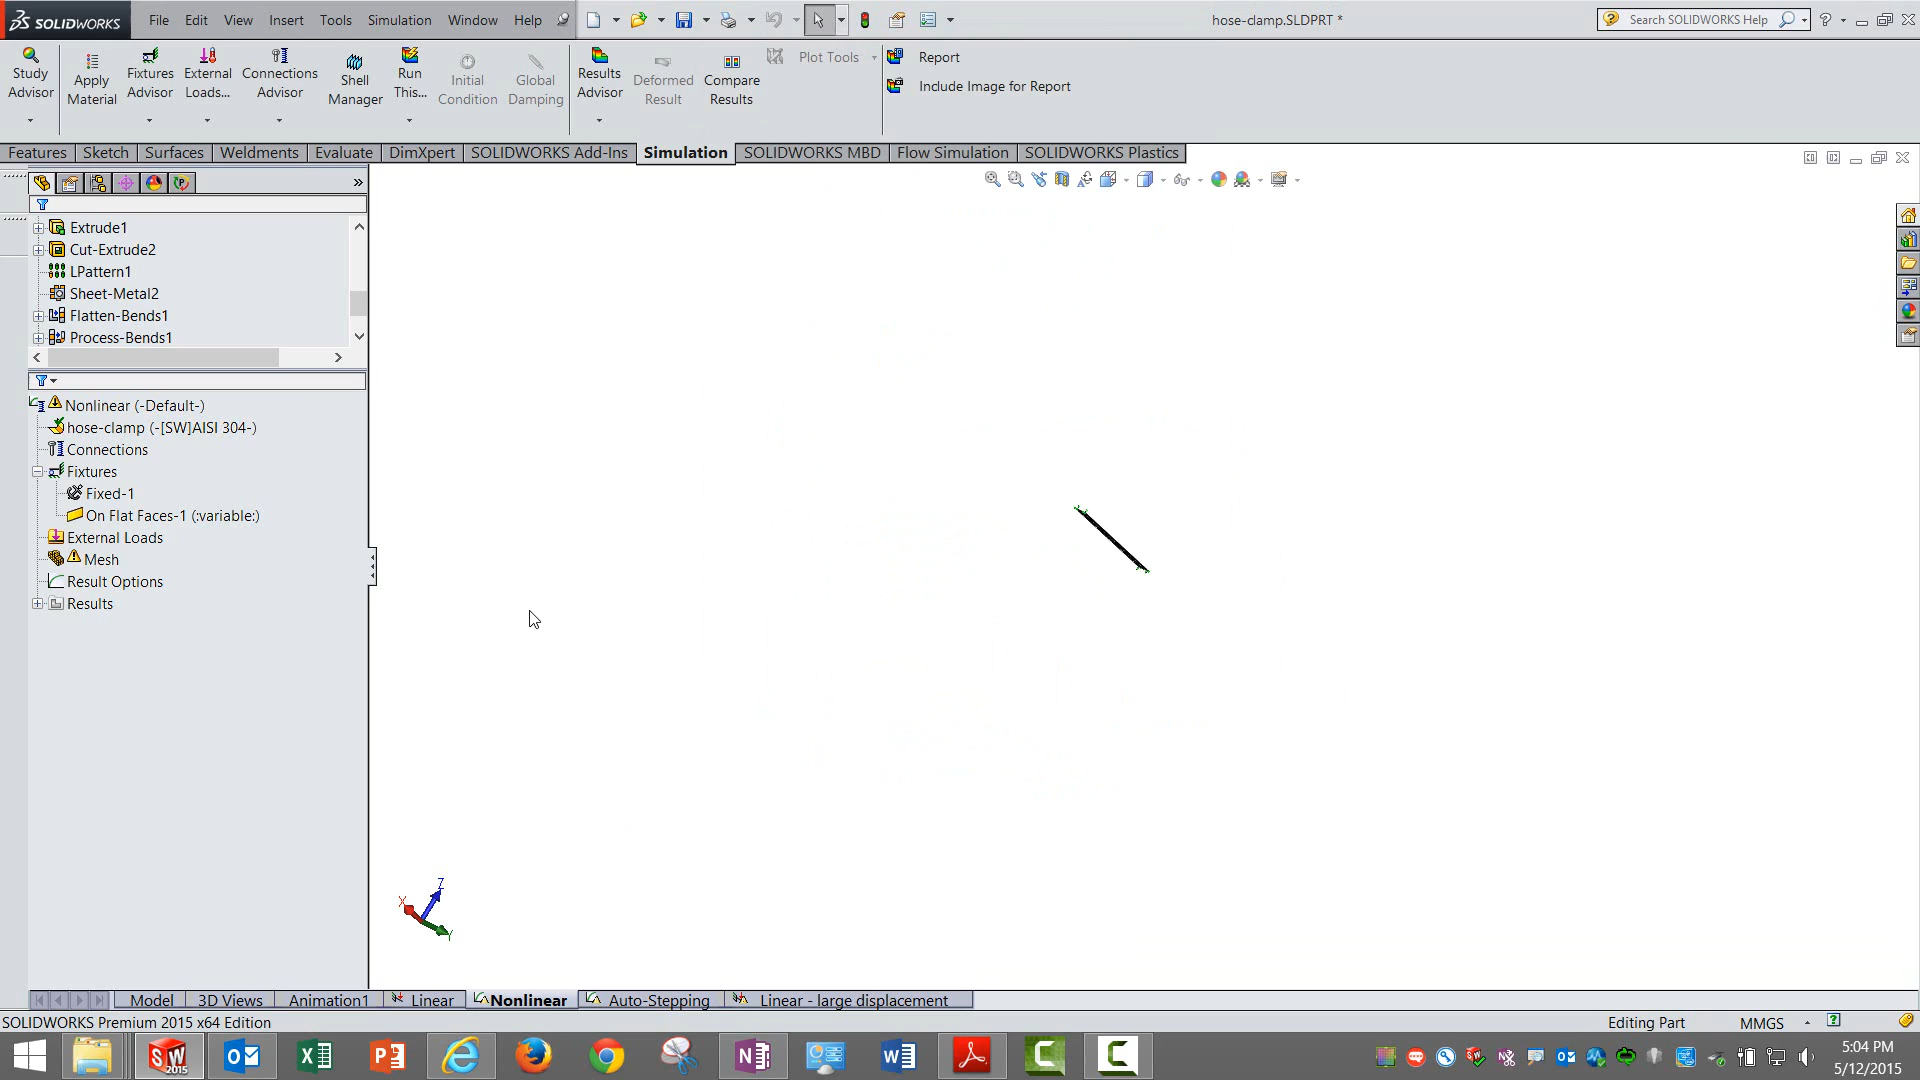 SOLIDWORKS File Edit View Insert Tools Simulation Window Help hose-clamp.SLDPRT * Search SOLIDWORKS Help
Study Advisor
Apply Material
Fixtures Advisor
External Loads...
Connections Advisor
Shell Manager
Run This...
Initial Condition
Global Damping
Results Advisor
Deformed Result
Compare Results
Plot Tools
Report
Include Image for Report
Features Sketch Surfaces Weldments Evaluate DimXpert SOLIDWORKS Add-Ins Simulation SOLIDWORKS MBD Flow Simulation SOLIDWORKS Plastics
Extrude1
Cut-Extrude2
LPattern1
Sheet-Metal2
Flatten-Bends1
Process-Bends1
Nonlinear (-Default-)
hose-clamp (-[SW]AISI 304-)
Connections
Fixtures
Fixed-1
On Flat Faces-1 (:variable:)
External Loads
Mesh
Result Options
Results
Z
X
Y
Model 3D Views Animation1 Linear Nonlinear Auto-Stepping Linear - large displacement
SOLIDWORKS Premium 2015 x64 Edition Editing Part MMGS
5:04 PM
5/12/2015